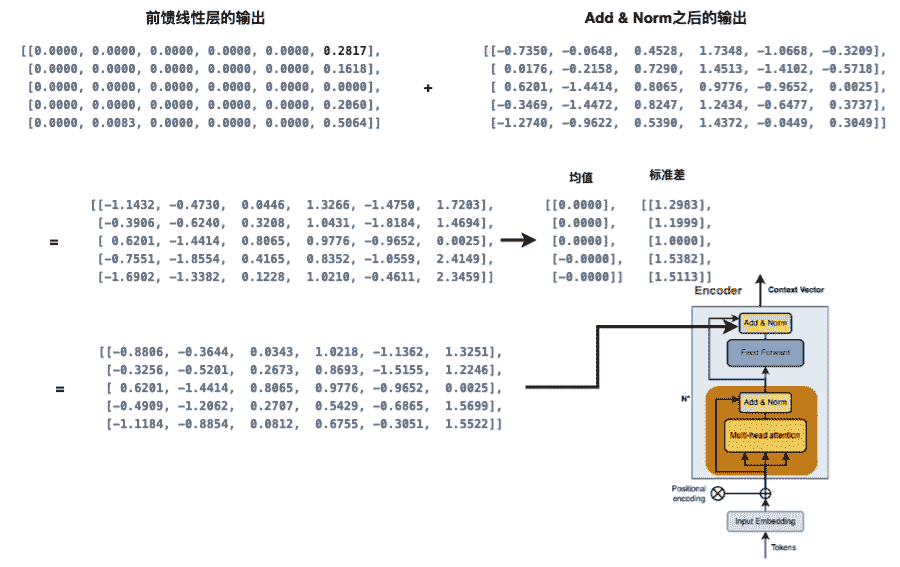 前馈线性层的输出
Add & Norm之后的输出
[[0.0000, 0.0000, 0.0000, 0.0000, 0.0000, 0.2817],
[0.0000, 0.0000, 0.0000, 0.0000, 0.0000, 0.1618],
[0.0000, 0.0000, 0.0000, 0.0000, 0.0000, 0.0000],
[0.0000, 0.0000, 0.0000, 0.0000, 0.0000, 0.2060],
[0.0000, 0.0083, 0.0000, 0.0000, 0.0000, 0.5064]]
+
[[-0.7350, -0.0648, 0.4528, 1.7348, -1.0668, -0.3209],
[ 0.0176, -0.2158, 0.7290, 1.4513, -1.4102, -0.5718],
[ 0.6201, -1.4414, 0.8065, 0.9776, -0.9652, 0.0025],
[-0.3469, -1.4472, 0.8247, 1.2434, -0.6477, 0.3737],
[-1.2740, -0.9622, 0.5390, 1.4372, -0.0449, 0.3049]]
=
[[-1.1432, -0.4730, 0.0446, 1.3266, -1.4750, 1.7203],
[-0.3906, -0.6240, 0.3208, 1.0431, -1.8184, 1.4694],
[ 0.6201, -1.4414, 0.8065, 0.9776, -0.9652, 0.0025],
[-0.7551, -1.8554, 0.4165, 0.8352, -1.0559, 2.4149],
[-1.6902, -1.3382, 0.1228, 1.0210, -0.4611, 2.3459]]
均值
[[0.0000],
[0.0000],
[0.0000],
[-0.0000],
[-0.0000]]
标准差
[[1.2983],
[1.1999],
[1.0000],
[1.5382],
[1.5113]]
=
[[-0.8806, -0.3644, 0.0343, 1.0218, -1.1362, 1.3251],
[-0.3256, -0.5201, 0.2673, 0.8693, -1.5155, 1.2246],
[ 0.6201, -1.4414, 0.8065, 0.9776, -0.9652, 0.0025],
[-0.4909, -1.2062, 0.2707, 0.5429, -0.6865, 1.5699],
[-1.1184, -0.8854, 0.0812, 0.6755, -0.3051, 1.5522]]
Encoder
Context Vector
Add & Norm
Feed Forward
N*
Add & Norm
Multi-head attention
Positional
encoding
Input Embedding
Tokens